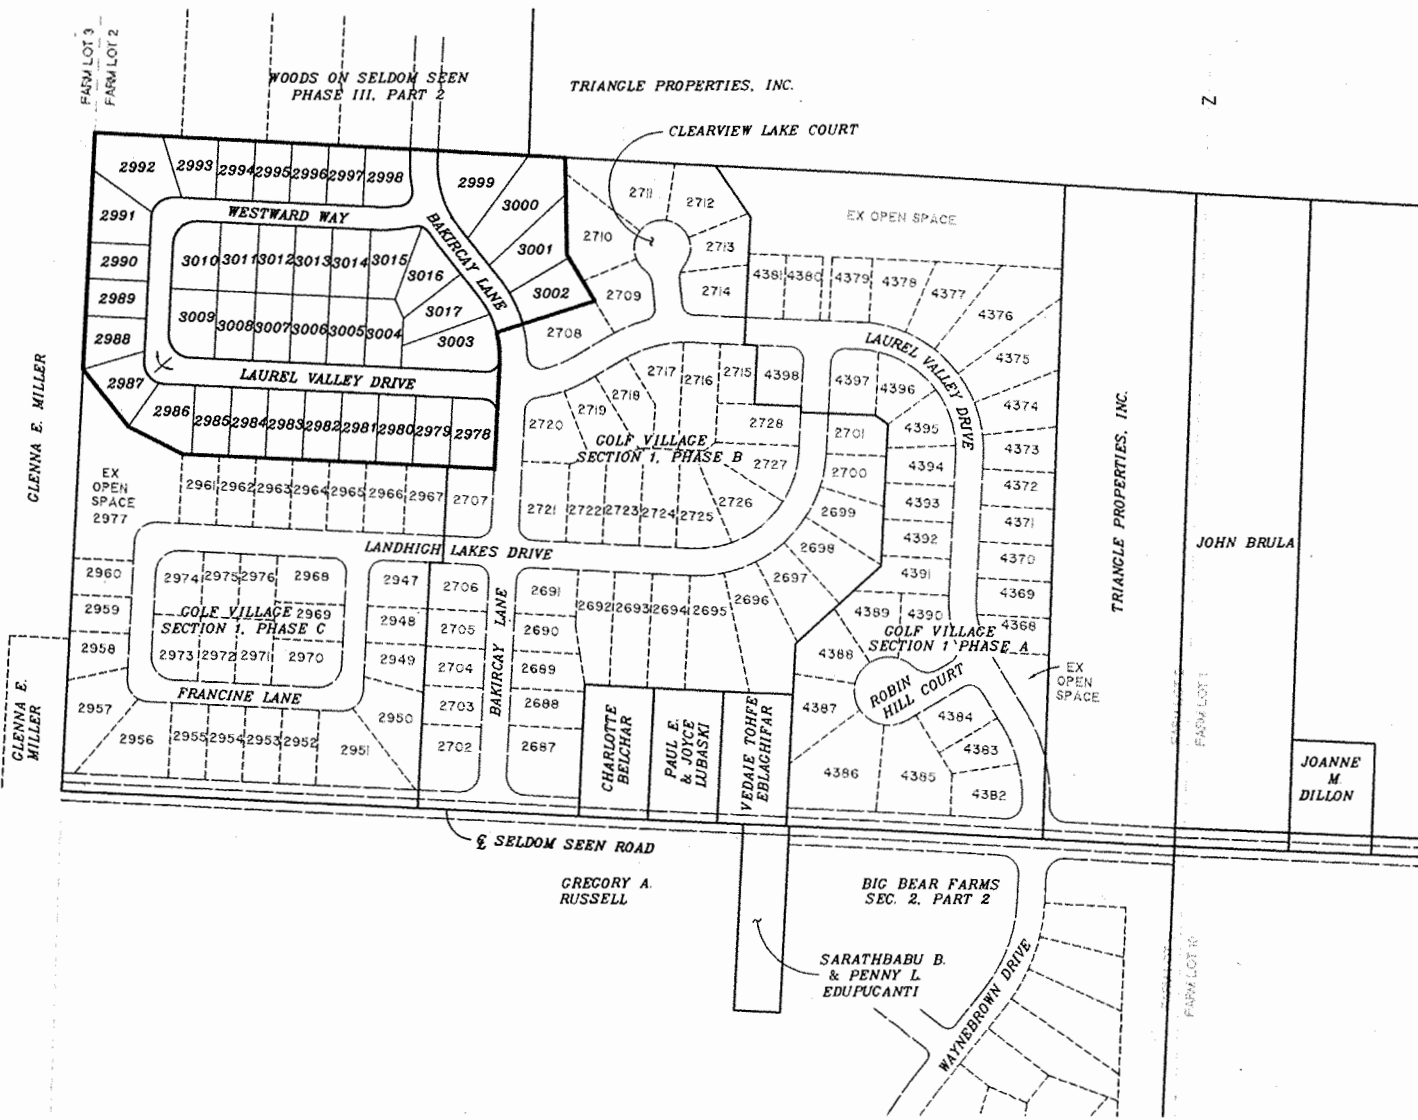 FARM LOT 3
FARM LOT 2
WOODS ON SELDOM SEEN
PHASE III, PART 2
TRIANGLE PROPERTIES, INC.
Z
CLEARVIEW LAKE COURT
2992
2993
2994
2995
2996
2997
2998
2999
3000
2711
2712
EX OPEN SPACE
2991
WESTWARD WAY
BAKIRCAY LANE
3001
2710
2713
2990
3010
3011
3012
3013
3014
3015
3016
3002
2709
2714
4381
4380
4379
4378
4377
4376
2989
3009
3008
3007
3006
3005
3004
3017
3003
2708
2988
LAUREL VALLEY DRIVE
4375
GLENNA E. MILLER
2987
LAUREL VALLEY DRIVE
2717
2716
2715
4398
4397
4396
4374
TRIANGLE PROPERTIES, INC.
2986
2985
2984
2983
2982
2981
2980
2979
2978
2720
2719
2718
2728
2701
4395
4373
GOLF VILLAGE
SECTION 1, PHASE B
2727
2700
4394
4372
EX
OPEN
SPACE
2977
2961
2962
2963
2964
2965
2966
2967
2707
2721
2722
2723
2724
2725
2726
2699
4393
4371
LANDHIGH LAKES DRIVE
2698
4392
4370
JOHN BRULA
2960
2974
2975
2976
2968
2947
2706
2691
2697
4391
4369
2959
GOLF VILLAGE
SECTION 1, PHASE C
2969
2948
2705
BAKIRCAY LANE
2690
2692
2693
2694
2695
2696
4389
4390
4368
GOLF VILLAGE
SECTION 1 PHASE A
2958
2973
2972
2971
2970
2949
2704
2689
4388
EX
OPEN
SPACE
GLENNA E.
MILLER
FRANCINE LANE
2957
2950
2703
2688
4387
ROBIN
HILL COURT
4384
FARM LOT 1
2956
2955
2954
2953
2952
2951
2702
2687
CHARLOTTE
BELCHAR
PAUL E.
& JOYCE
LUBASKI
VEDAIE TOHFE
EBLAGHIFAR
4386
4385
4383
4382
JOANNE
M.
DILLON
℄ SELDOM SEEN ROAD
GREGORY A.
RUSSELL
BIG BEAR FARMS
SEC. 2, PART 2
SARATHBABU B.
& PENNY L.
EDUPUCANTI
WAYNEBROWN DRIVE